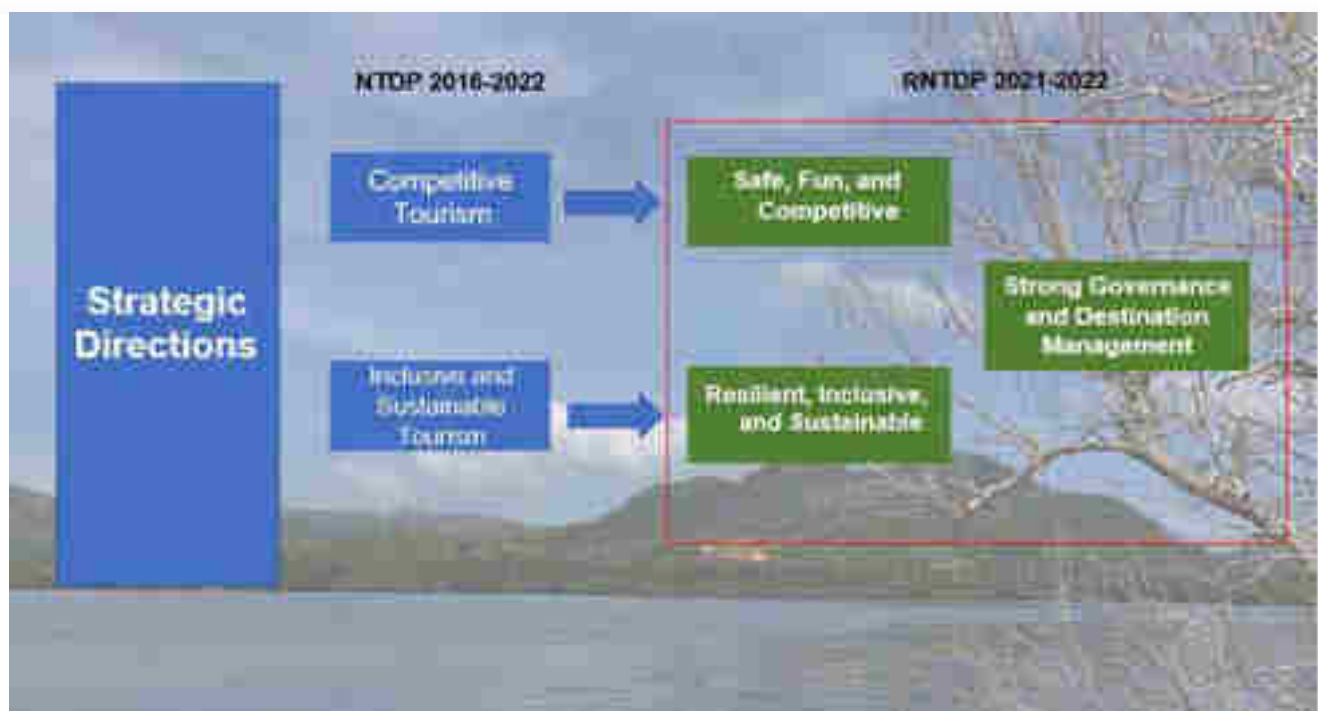 NTDP 2016-2022
RNTDP 2021-2022
Strategic
Directions
Competitive
Tourism
Safe, Fun, and
Competitive
Strong Governance
and Destination
Management
Inclusive and
Sustainable
Tourism
Resilient, Inclusive,
and Sustainable